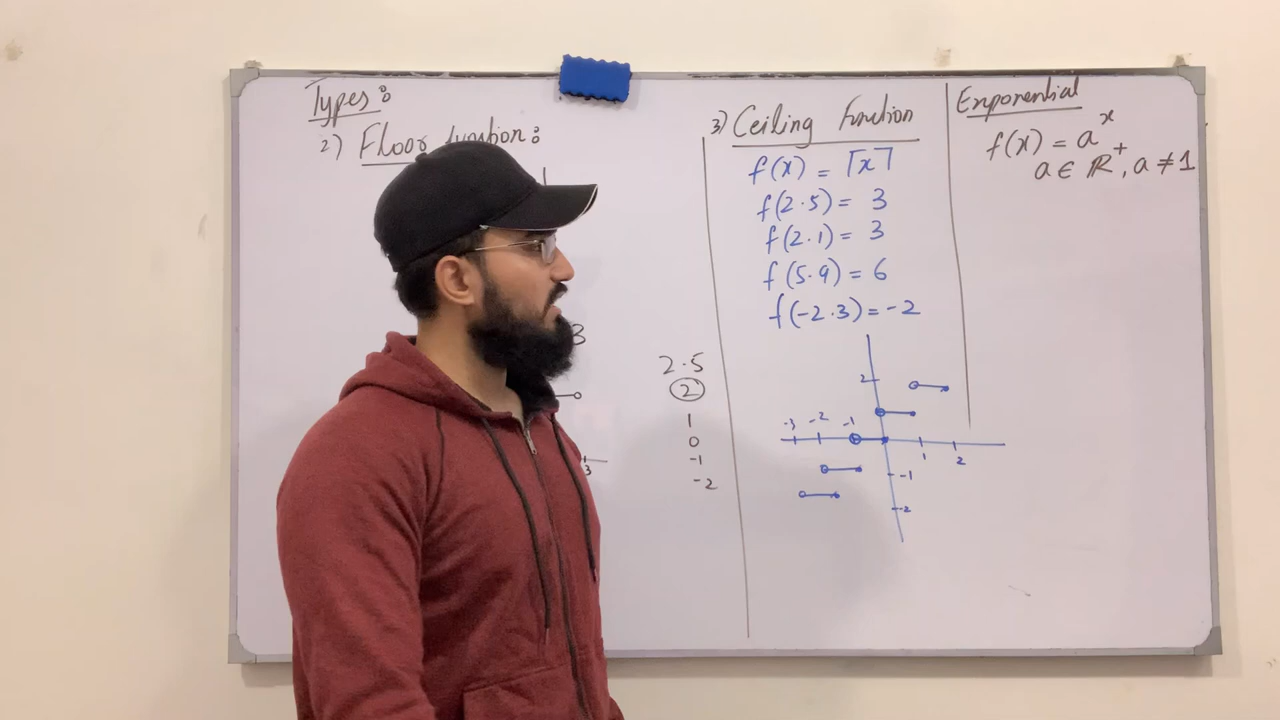 Types:
2) Floor function:
3
3
2.5
2
1
0
-1
-2
3) Ceiling Function
f(x) = ⌈x⌉
f(2.5) = 3
f(2.1) = 3
f(5.9) = 6
f(-2.3) = -2
2
-3 -2 -1
1 2
-1
-2
Exponential
f(x) = a^x
a ∈ ℝ⁺, a ≠ 1